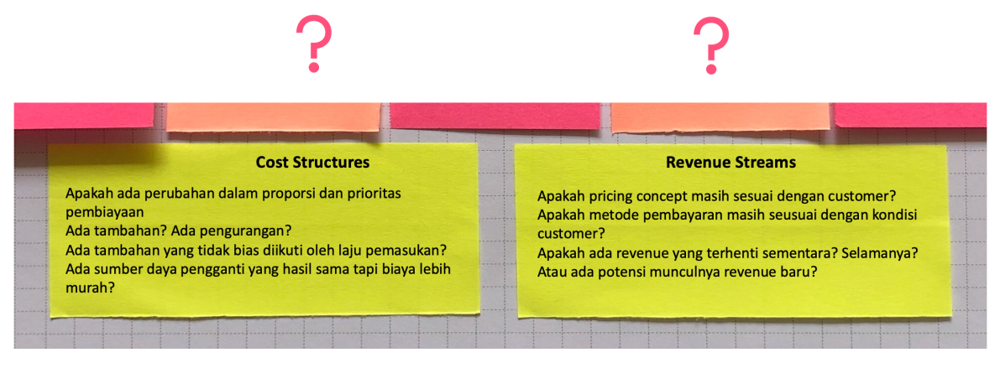 ?
?
Cost Structures
Apakah ada perubahan dalam proporsi dan prioritas
pembiayaan
Ada tambahan? Ada pengurangan?
Ada tambahan yang tidak bias diikuti oleh laju pemasukan?
Ada sumber daya pengganti yang hasil sama tapi biaya lebih
murah?
Revenue Streams
Apakah pricing concept masih sesuai dengan customer?
Apakah metode pembayaran masih seusuai dengan kondisi
customer?
Apakah ada revenue yang terhenti sementara? Selamanya?
Atau ada potensi munculnya revenue baru?